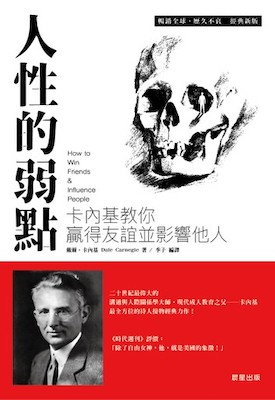 暢銷全球‧歷久不衰 經典新版
人性的弱點
How to
Win
Friends
&
Influence
People
卡內基教你
贏得友誼並影響他人
戴爾‧卡內基 Dale Carnegie 著 / 季子 編譯
二十世紀最偉大的
溝通與人際關係學大師，現代成人教育之父──卡內基
最全方位的待人接物經典力作！
《時代週刊》評價：
「除了自由女神，他，就是美國的象徵！」
晨星出版